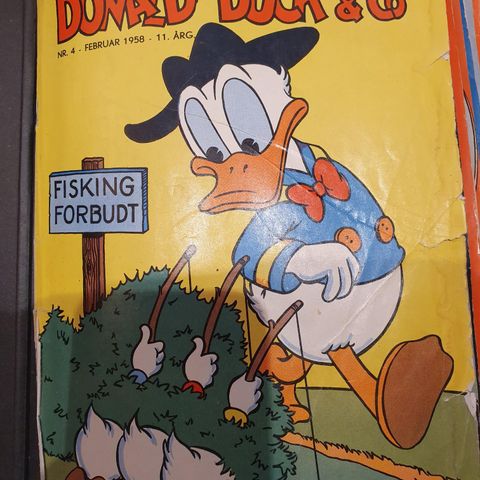 DONALD DUCK & Co
NR. 4 - FEBRUAR 1958 - 11. ÅRG.
FISKING
FORBUDT